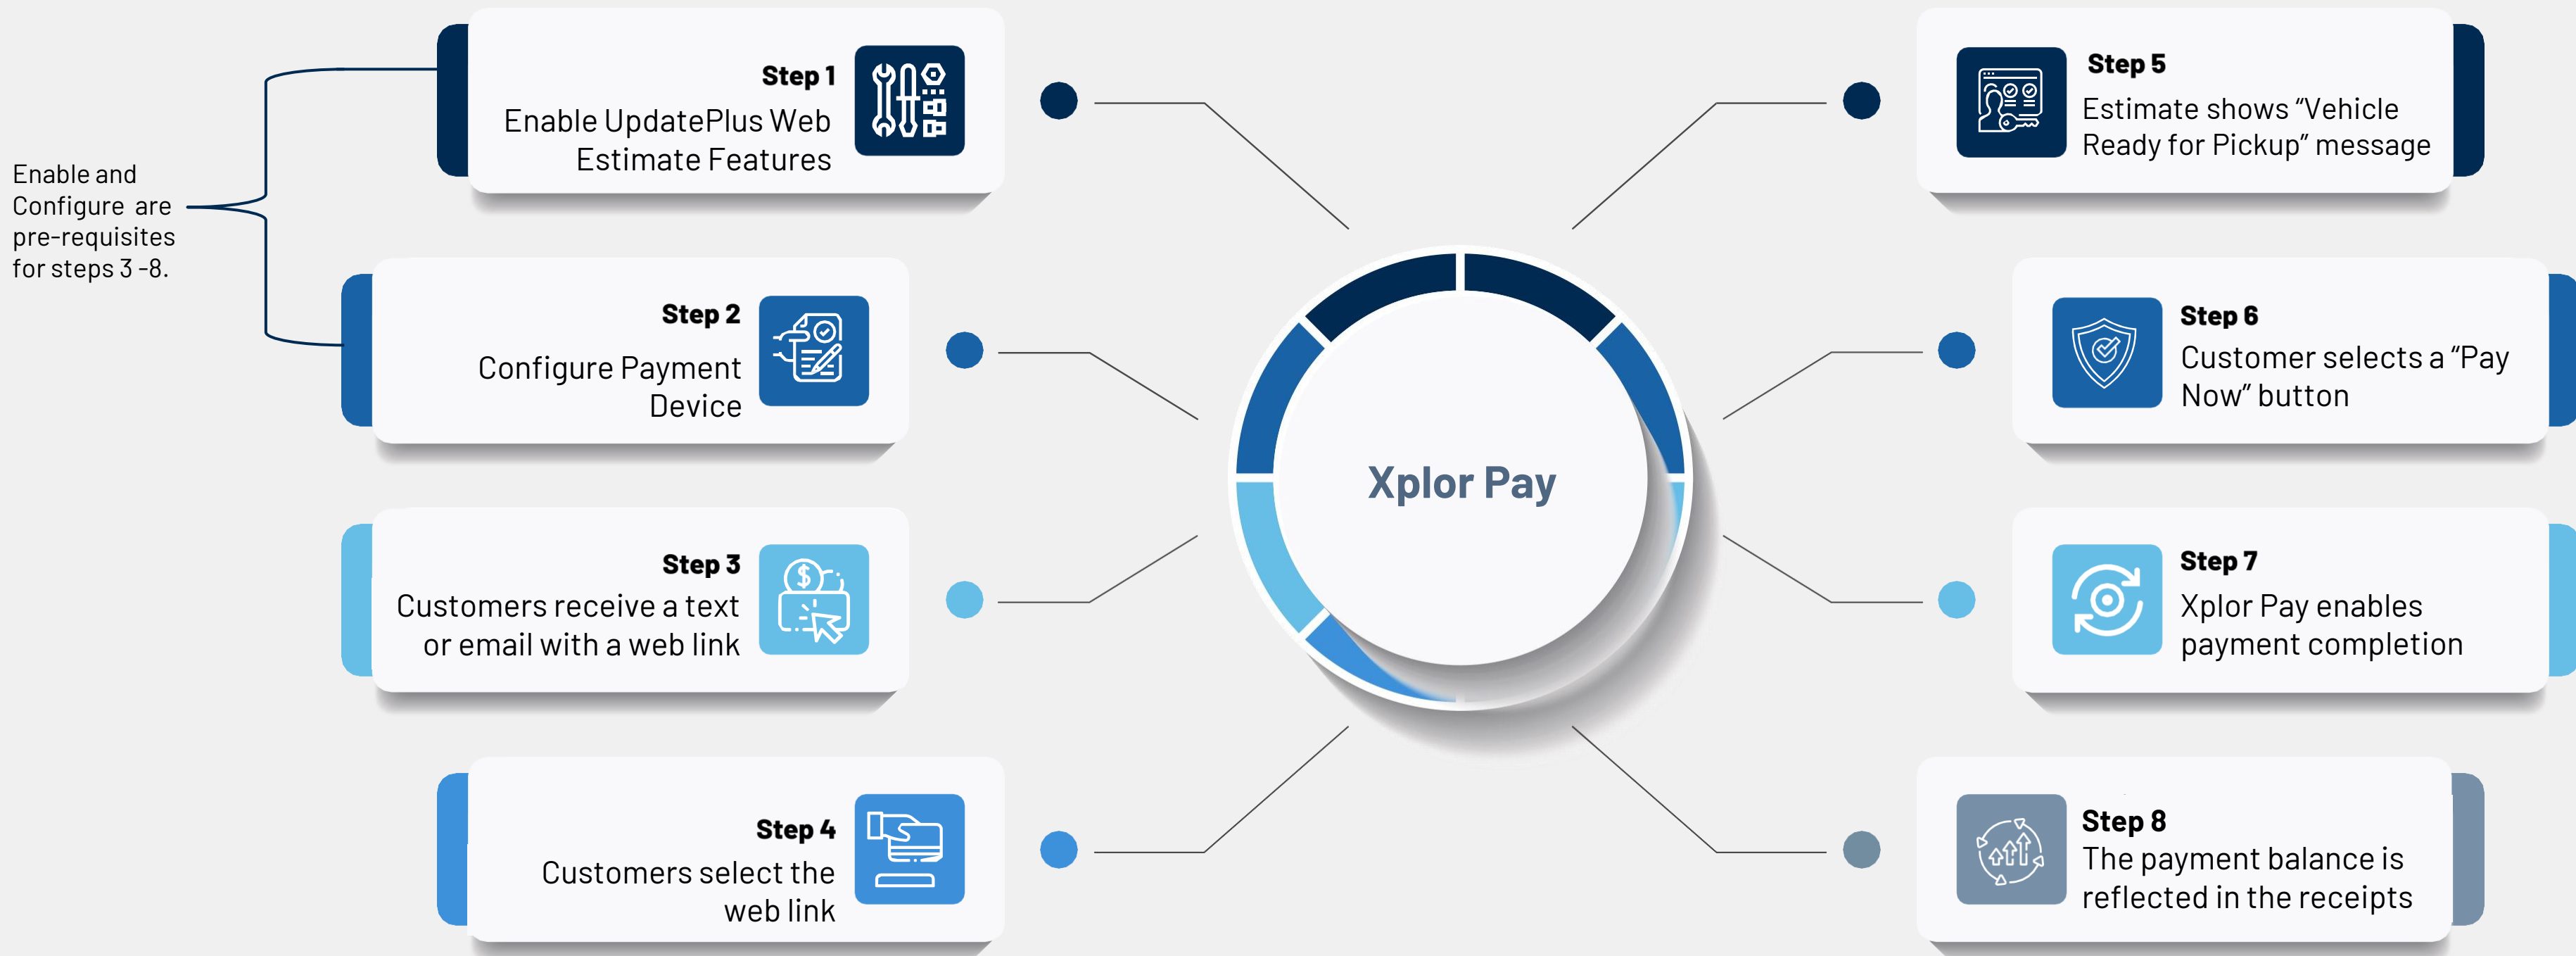 Enable and
Configure are
pre-requisites
for steps 3 -8.
Step 1
Enable UpdatePlus Web
Estimate Features
Step 2
Configure Payment
Device
Step 3
Customers receive a text
or email with a web link
$
Step 4
Customers select the
web link
Xplor Pay
Step 5
Estimate shows “Vehicle
Ready for Pickup” message
Step 6
Customer selects a “Pay
Now” button
Step 7
Xplor Pay enables
payment completion
Step 8
The payment balance is
reflected in the receipts